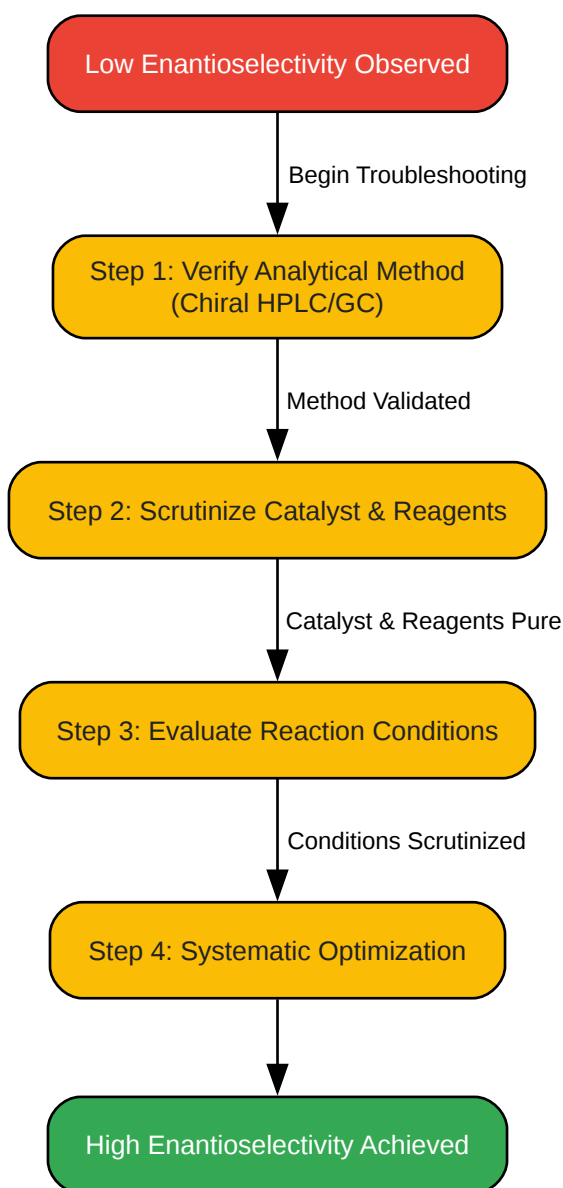 Low Enantioselectivity Observed
Begin Troubleshooting
Step 1: Verify Analytical Method
(Chiral HPLC/GC)
Method Validated
Step 2: Scrutinize Catalyst & Reagents
Catalyst & Reagents Pure
Step 3: Evaluate Reaction Conditions
Conditions Scrutinized
Step 4: Systematic Optimization
High Enantioselectivity Achieved